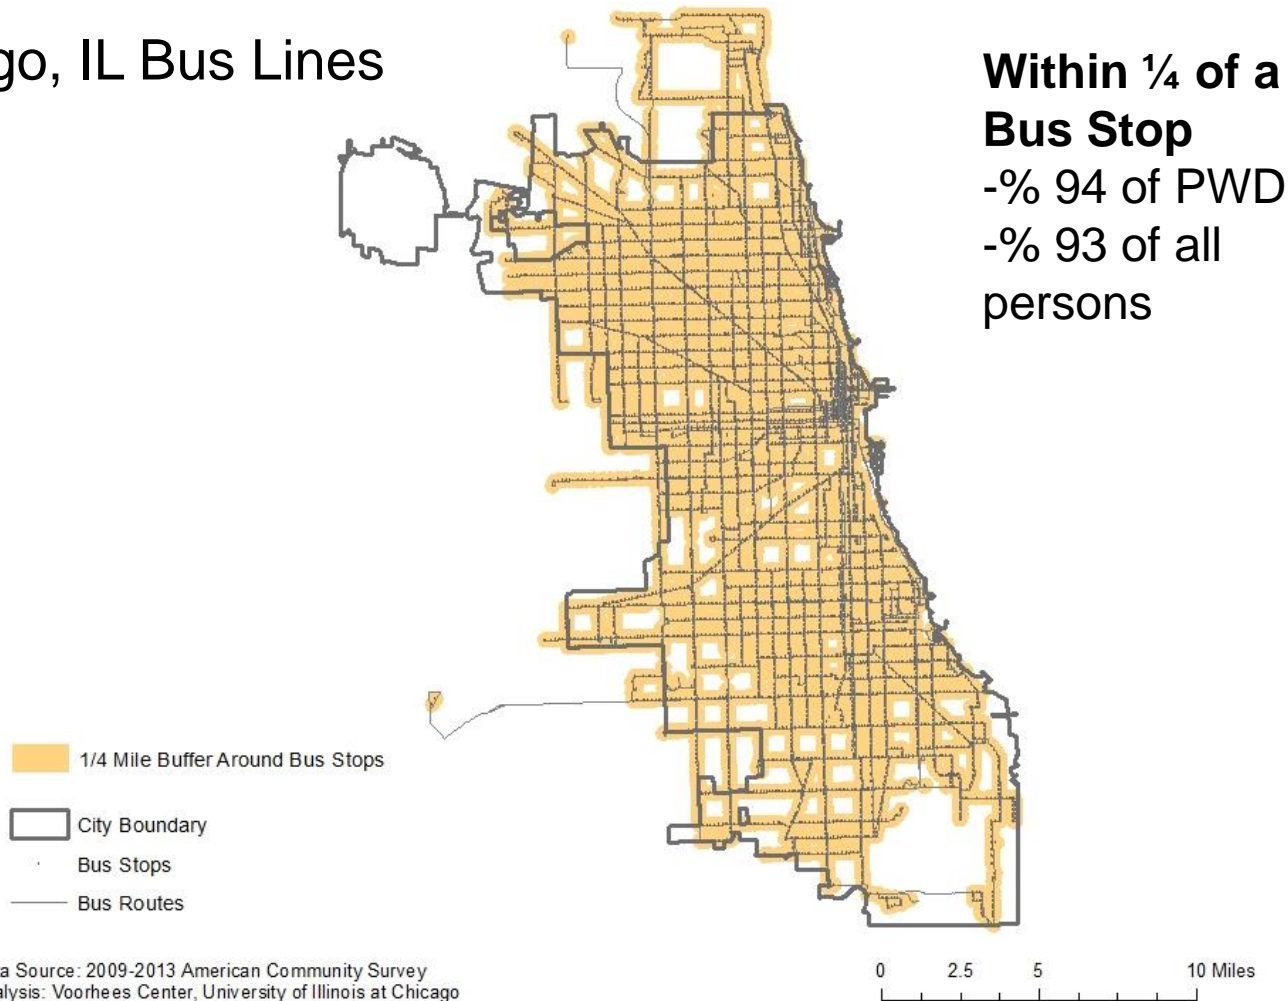 go, IL Bus Lines
Within ¼ of a
Bus Stop
-% 94 of PWD
-% 93 of all
persons
1/4 Mile Buffer Around Bus Stops
City Boundary
Bus Stops
Bus Routes
a Source: 2009-2013 American Community Survey
alysis: Voorhees Center, University of Illinois at Chicago
0 2.5 5 10 Miles